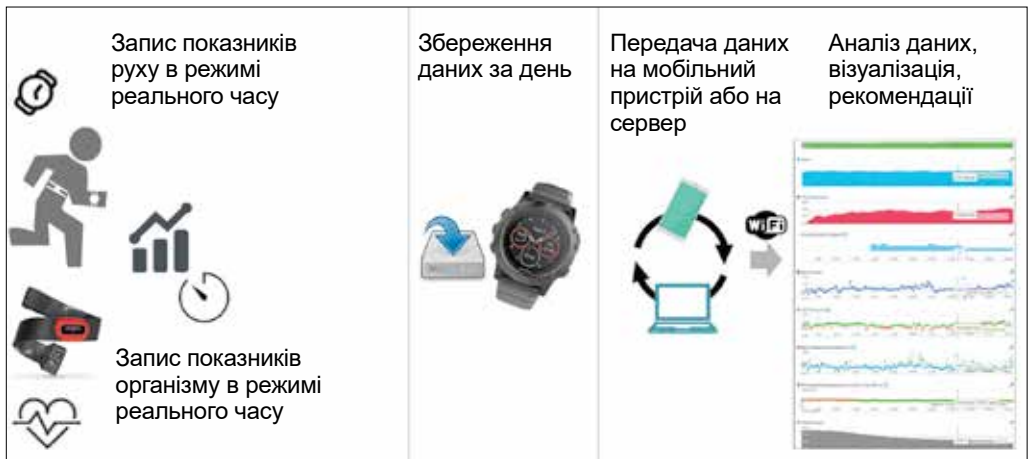 Запис показників
руху в режимі
реального часу
Запис показників
організму в режимі
реального часу
Збереження
даних за день
Передача даних
на мобільний
пристрій або на
сервер
WiFi
Аналіз даних,
візуалізація,
рекомендації